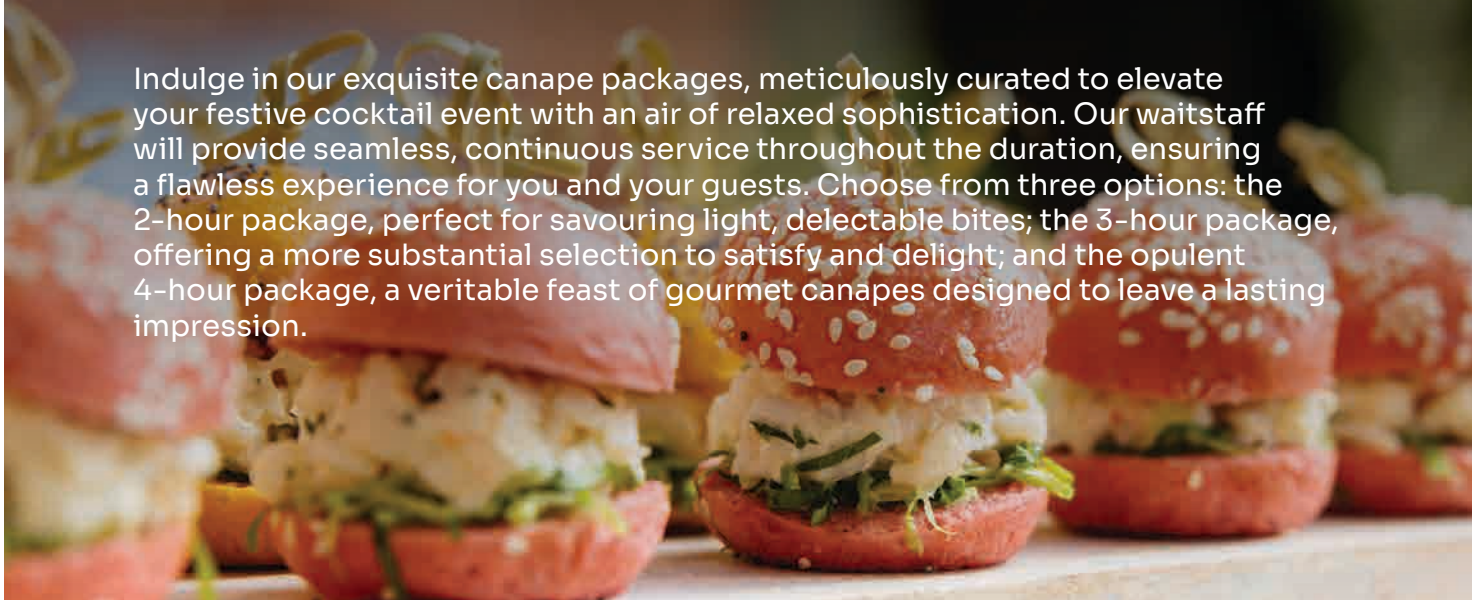 Indulge in our exquisite canape packages, meticulously curated to elevate
your festive cocktail event with an air of relaxed sophistication. Our waitstaff
will provide seamless, continuous service throughout the duration, ensuring
a flawless experience for you and your guests. Choose from three options: the
2-hour package, perfect for savouring light, delectable bites; the 3-hour package,
offering a more substantial selection to satisfy and delight; and the opulent
4-hour package, a veritable feast of gourmet canapes designed to leave a lasting
impression.